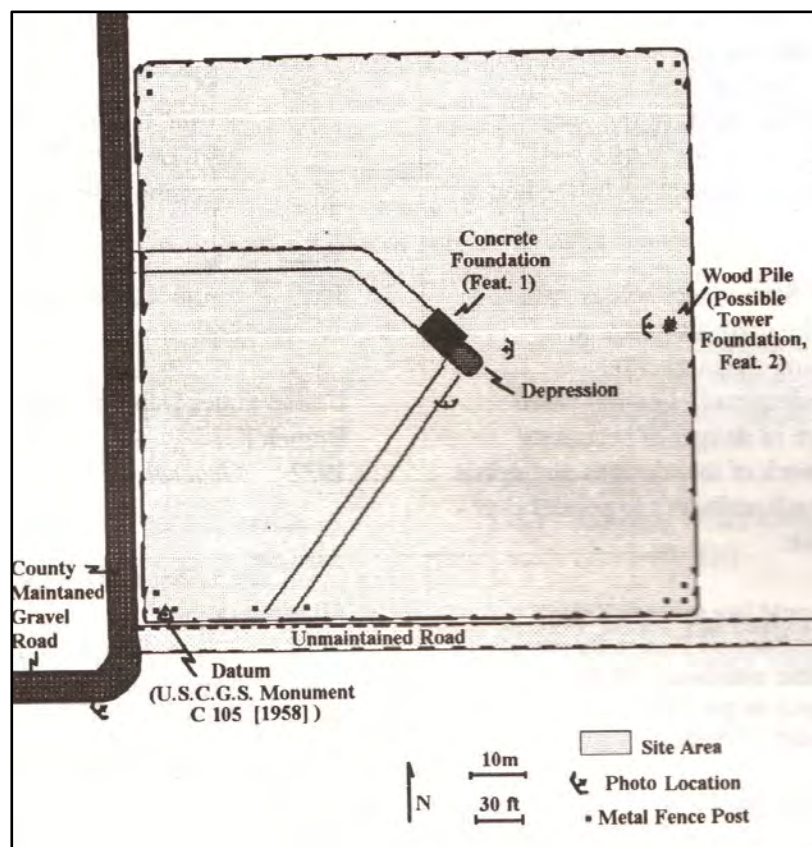 Concrete
Foundation
(Feat. 1)
Wood Pile
(Possible
Tower
Foundation,
Feat. 2)
Depression
County
Maintaned
Gravel
Road
Unmaintained Road
Datum
(U.S.C.G.S. Monument
C 105 [1958] )
Site Area
10m
Photo Location
N
30 ft
Metal Fence Post